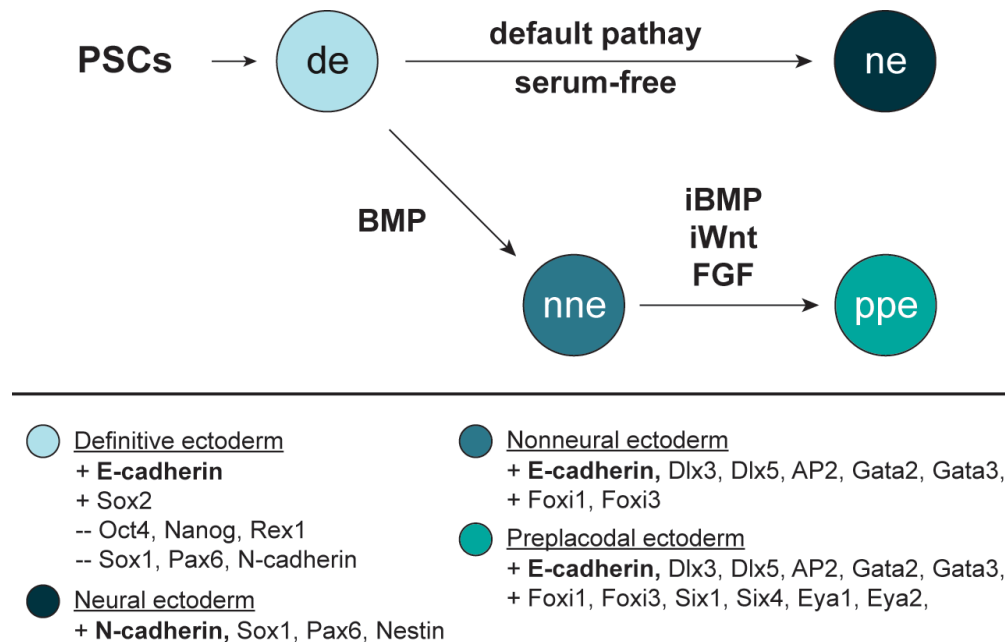 PSCs
de
default pathay
serum-free
ne
BMP
iBMP
iWnt
FGF
nne
ppe
Definitive ectoderm
+ E-cadherin
+ Sox2
-- Oct4, Nanog, Rex1
-- Sox1, Pax6, N-cadherin
Neural ectoderm
+ N-cadherin, Sox1, Pax6, Nestin
Nonneural ectoderm
+ E-cadherin, Dlx3, Dlx5, AP2, Gata2, Gata3,
+ Foxi1, Foxi3
Preplacodal ectoderm
+ E-cadherin, Dlx3, Dlx5, AP2, Gata2, Gata3,
+ Foxi1, Foxi3, Six1, Six4, Eya1, Eya2,